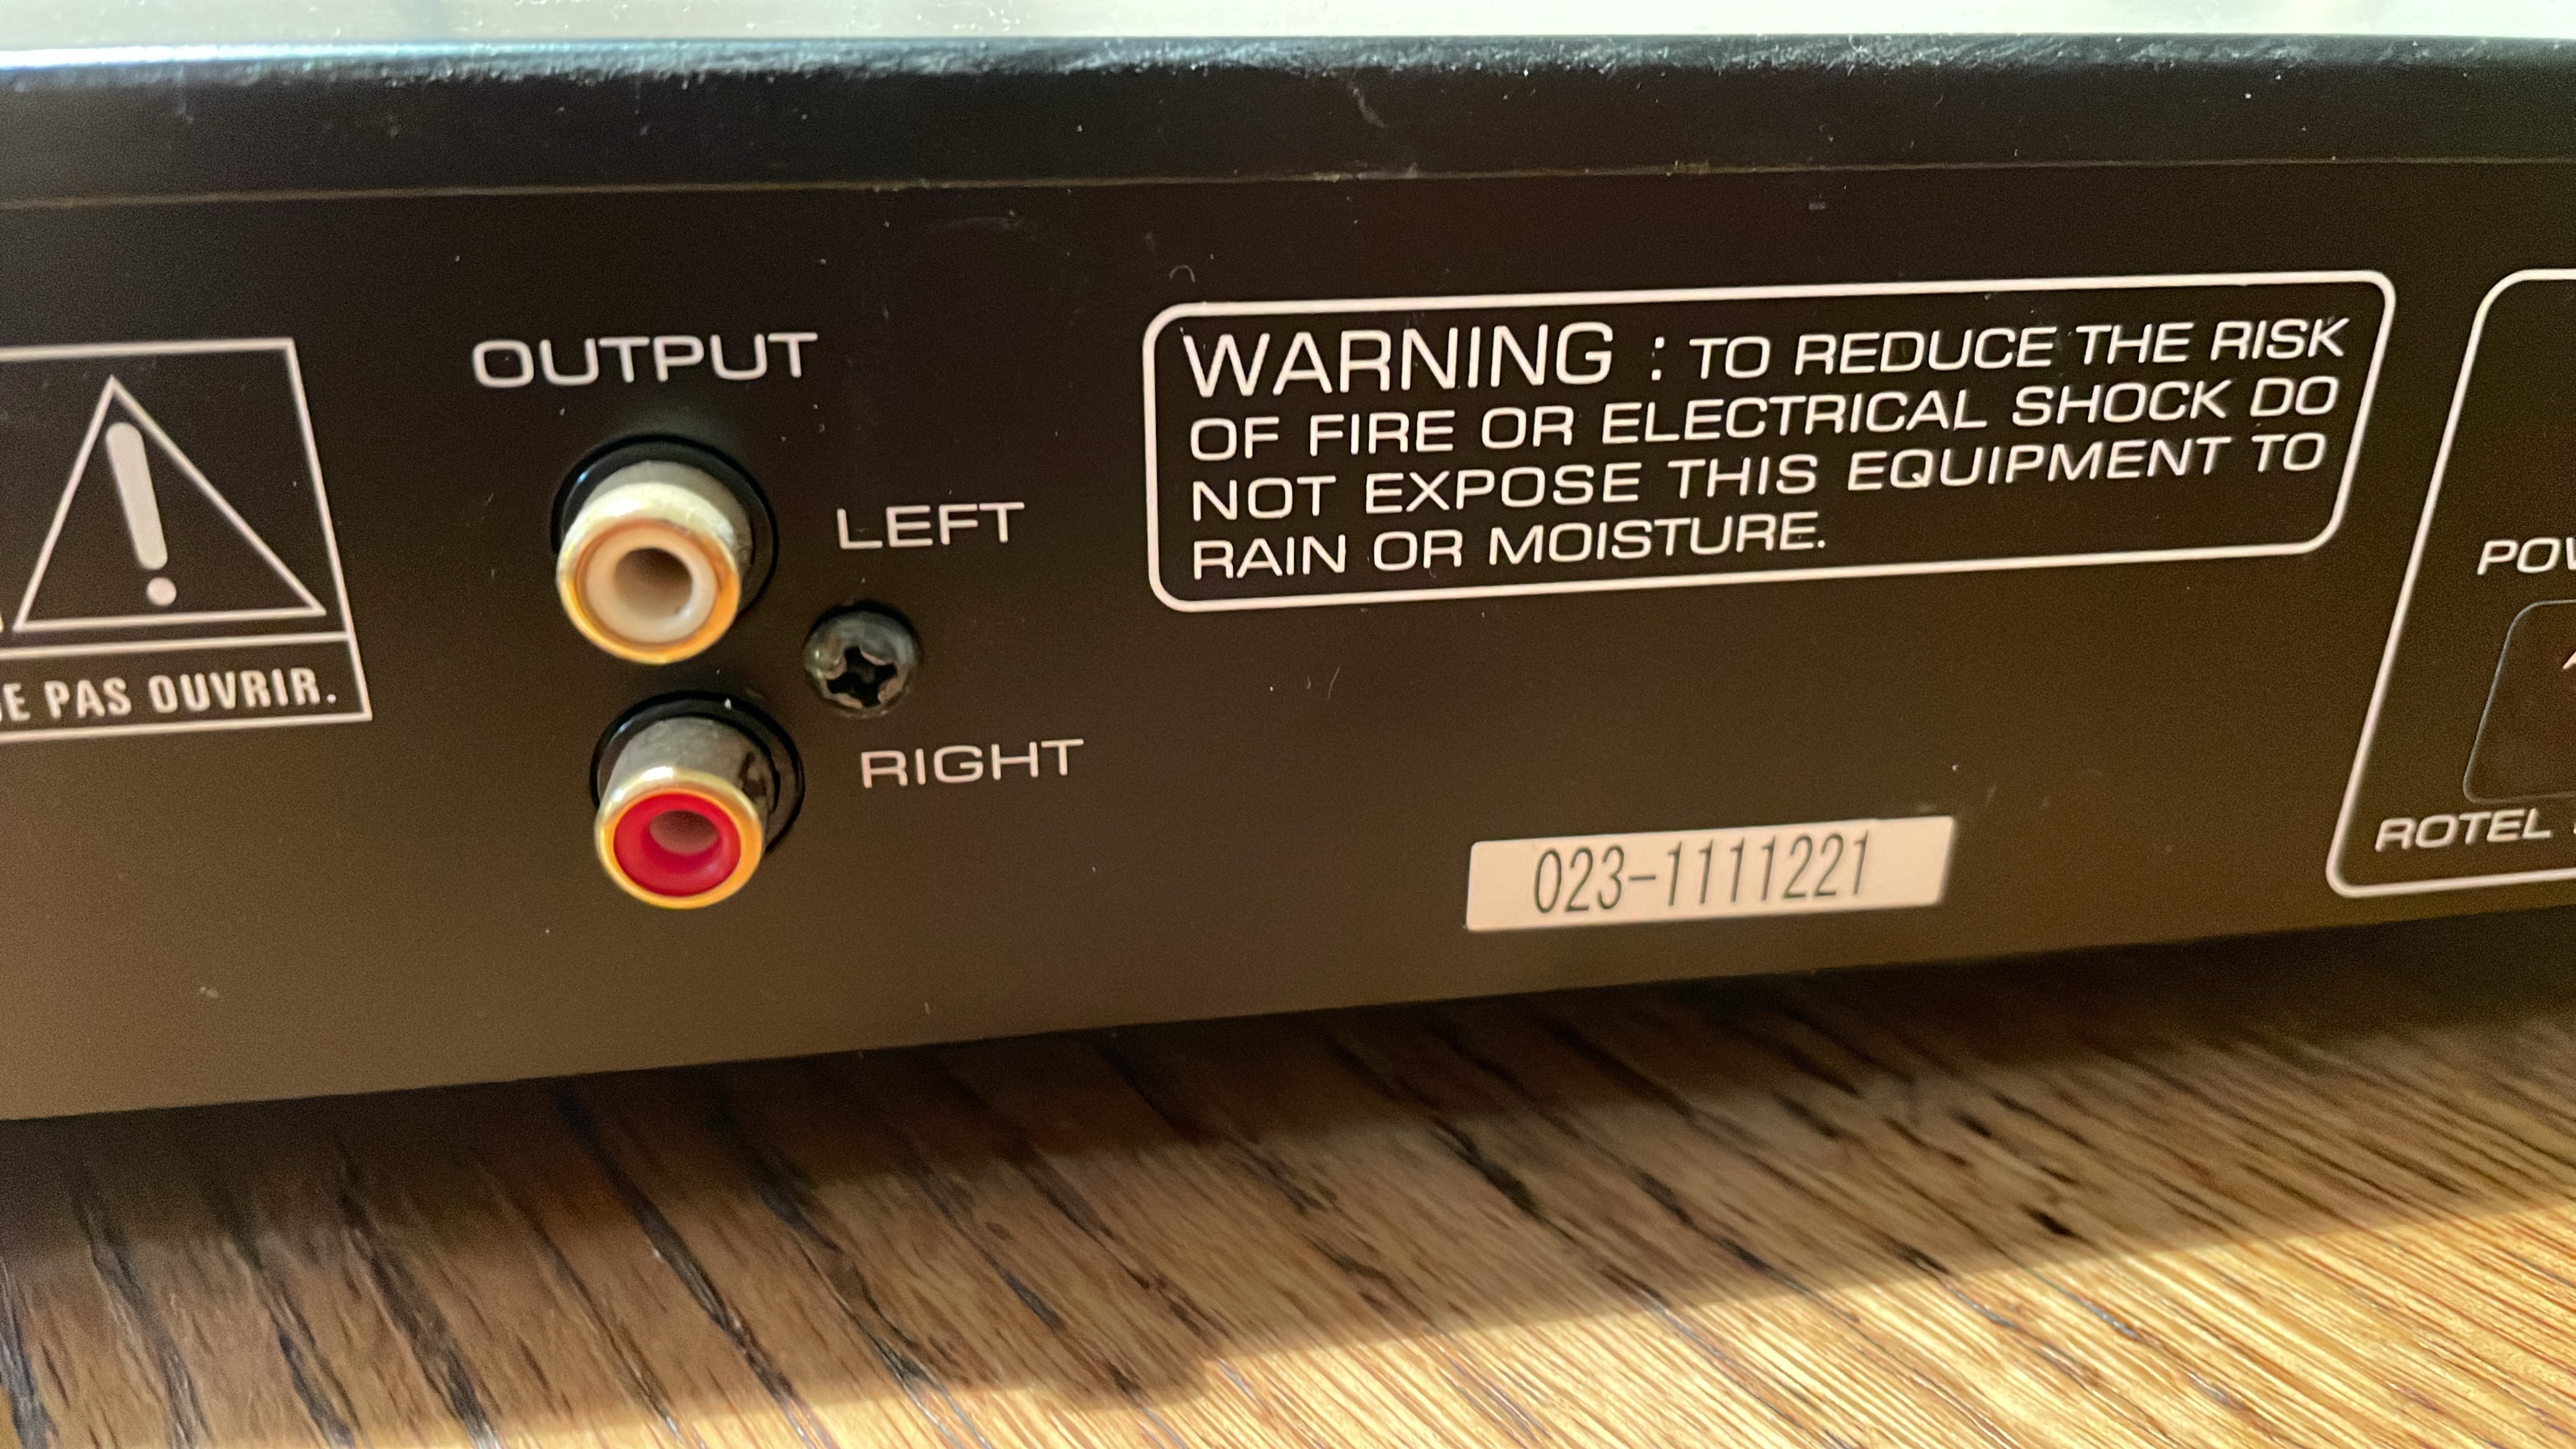 OUTPUT
LEFT
RIGHT
PAS OUVRIR.
WARNING : TO REDUCE THE RISK
OF FIRE OR ELECTRICAL SHOCK DO
NOT EXPOSE THIS EQUIPMENT TO
RAIN OR MOISTURE.
023-1111221
ROTEL